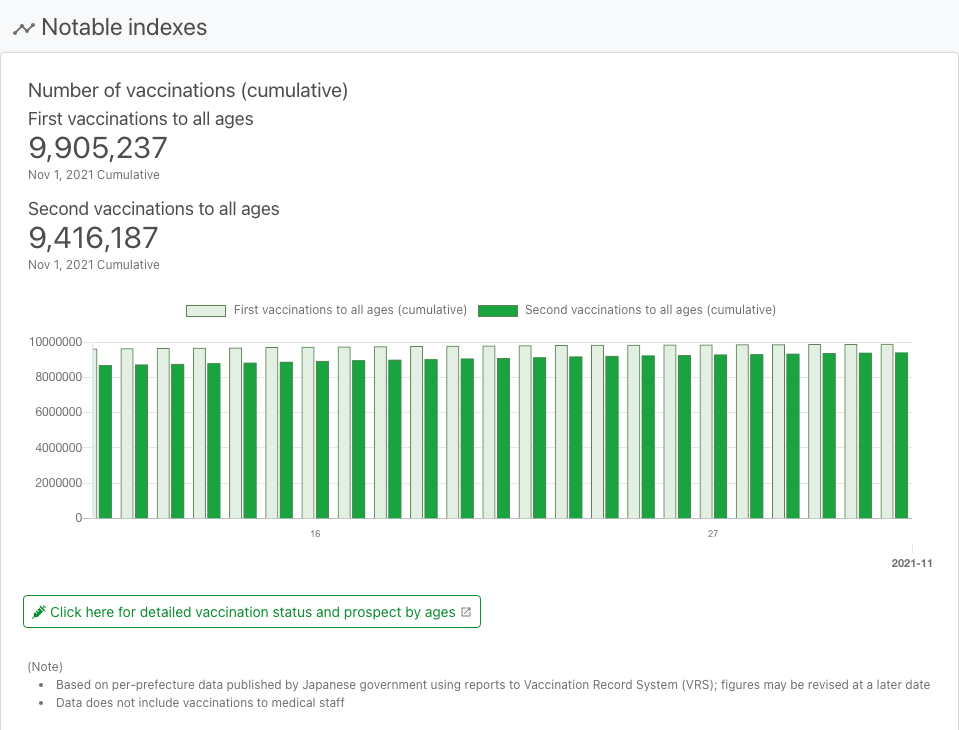 Notable indexes
Number of vaccinations (cumulative)
First vaccinations to all ages
9,905,237
Nov 1, 2021 Cumulative
Second vaccinations to all ages
9,416,187
Nov 1, 2021 Cumulative
First vaccinations to all ages (cumulative) Second vaccinations to all ages (cumulative)
10000000
8000000
6000000
4000000
2000000
0
16 27
2021-11
Click here for detailed vaccination status and prospect by ages
(Note)
• Based on per-prefecture data published by Japanese government using reports to Vaccination Record System (VRS); figures may be revised at a later date
• Data does not include vaccinations to medical staff